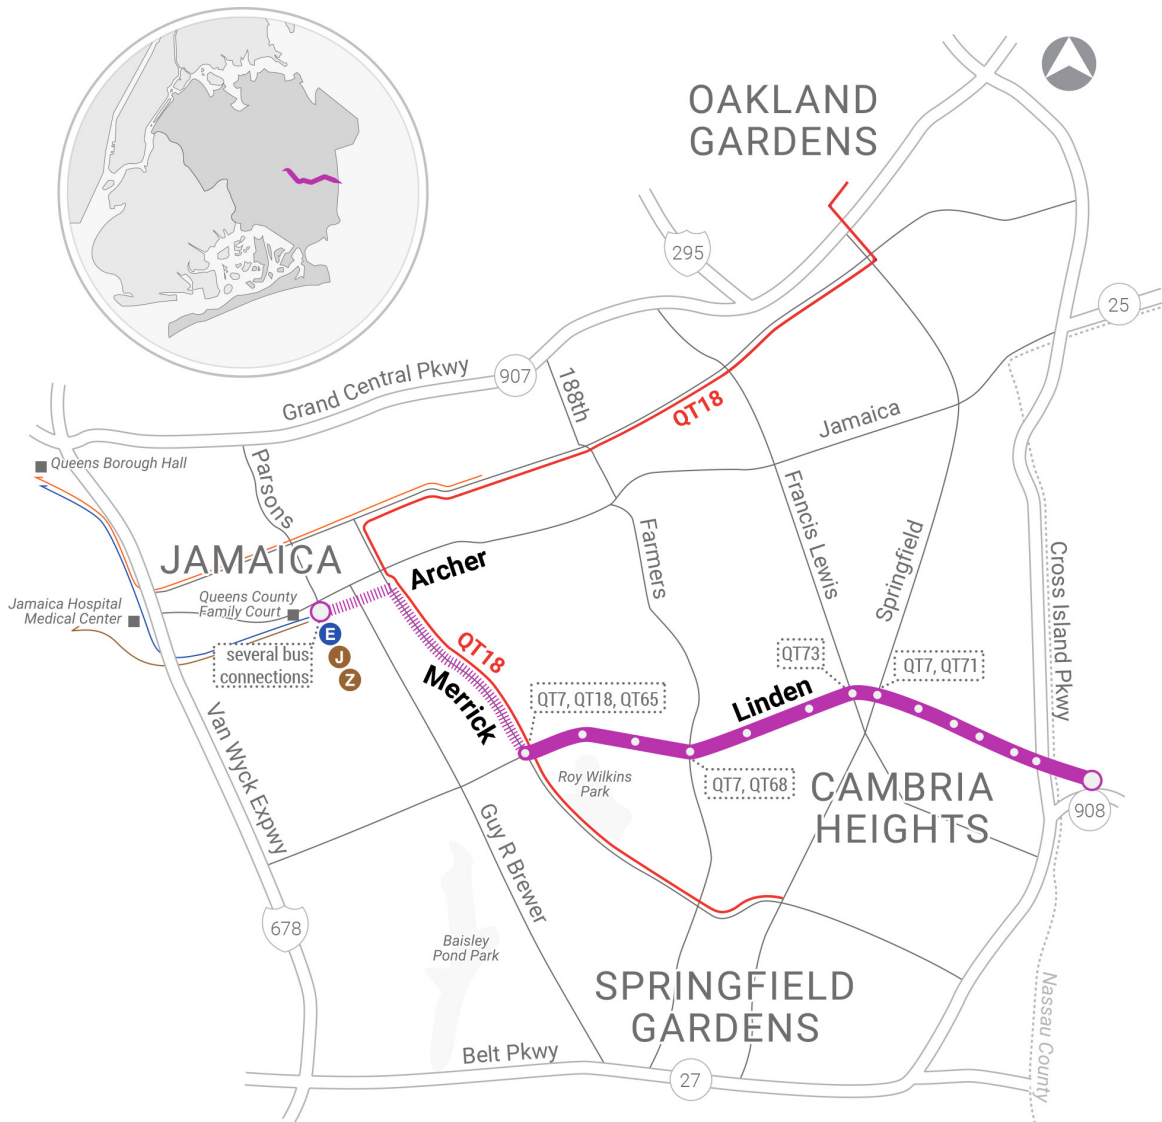 OAKLAND
GARDENS
295
25
Grand Central Pkwy
907
188th
QT18
Jamaica
Queens Borough Hall
Parsons
Francis Lewis
Farmers
Springfield
Cross Island Pkwy
JAMAICA
Archer
Queens County
Family Court
Jamaica Hospital
Medical Center
E
J
Z
several bus
connections
QT18
Merrick
QT73
QT7, QT71
QT7, QT18, QT65
Linden
Van Wyck Expwy
Roy Wilkins
Park
QT7, QT68
CAMBRIA
HEIGHTS
908
Guy R Brewer
678
Baisley
Pond Park
SPRINGFIELD
GARDENS
Nassau County
Belt Pkwy
27